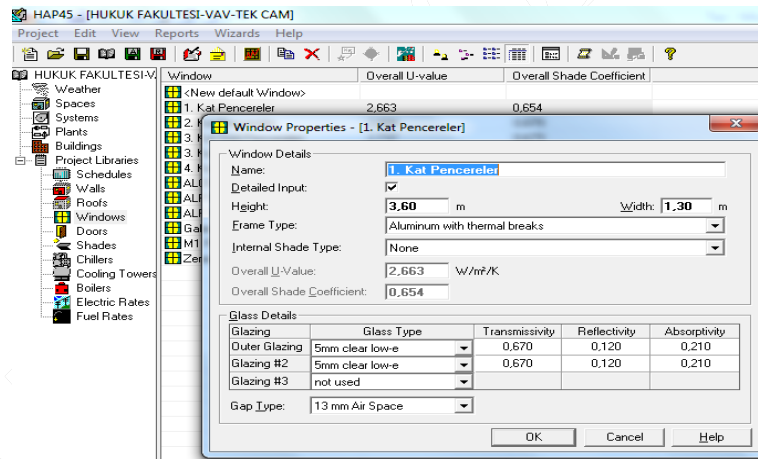 HAP45 - [HUKUK FAKULTESI-VAV-TEK CAM]
Project Edit View Reports Wizards Help
HUKUK FAKULTESI-V
Weather
Spaces
Systems
Plants
Buildings
Project Libraries
Schedules
Walls
Roofs
Windows
Doors
Shades
Chillers
Cooling Towers
Boilers
Electric Rates
Fuel Rates
Window Overall U-value Overall Shade Coefficient
<New default Window>
1. Kat Pencereler 2,663 0,654
2. K
3. K
3. K
4. K
Gal
M1
Zer
Window Properties - [1. Kat Pencereler]
Window Details
Name: 1. Kat Pencereler
Detailed Input:
Height: 3,60 m Width: 1,30 m
Frame Type: Aluminum with thermal breaks
Internal Shade Type: None
Overall U-Value: 2,663 W/m²/K
Overall Shade Coefficient: 0,654
Glass Details
Glazing Glass Type Transmissivity Reflectivity Absorptivity
Outer Glazing 5mm clear low-e 0,670 0,120 0,210
Glazing #2 5mm clear low-e 0,670 0,120 0,210
Glazing #3 not used
Gap Type: 13 mm Air Space
OK Cancel Help